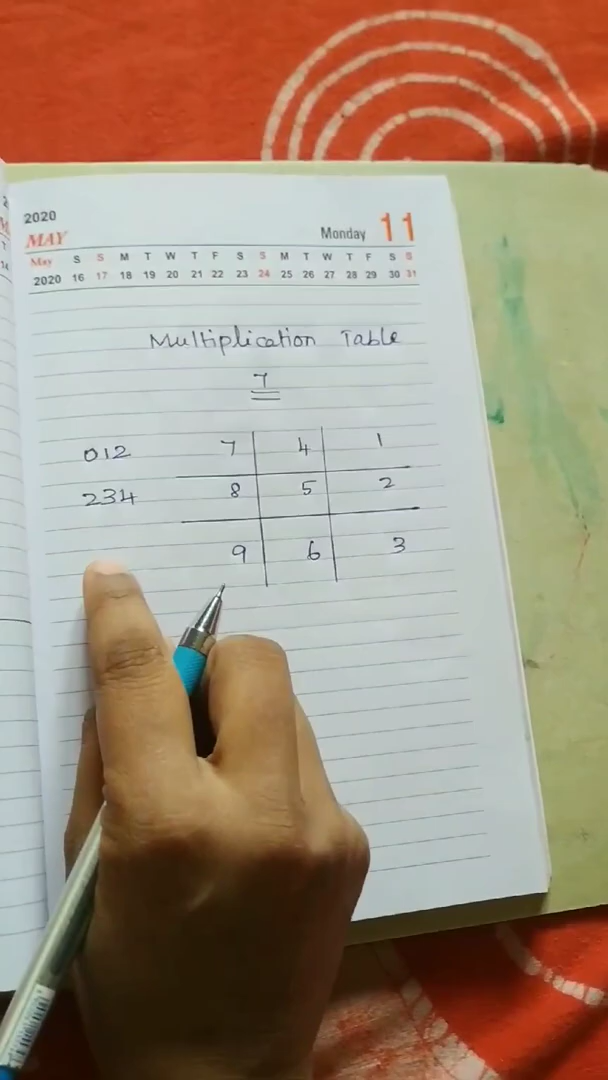 2020
MAY
Monday 11
May S S M T W T F S S M T W T F S S
2020 16 17 18 19 20 21 22 23 24 25 26 27 28 29 30 31
Multiplication Table
7
012 7 4 1
234 8 5 2
9 6 3